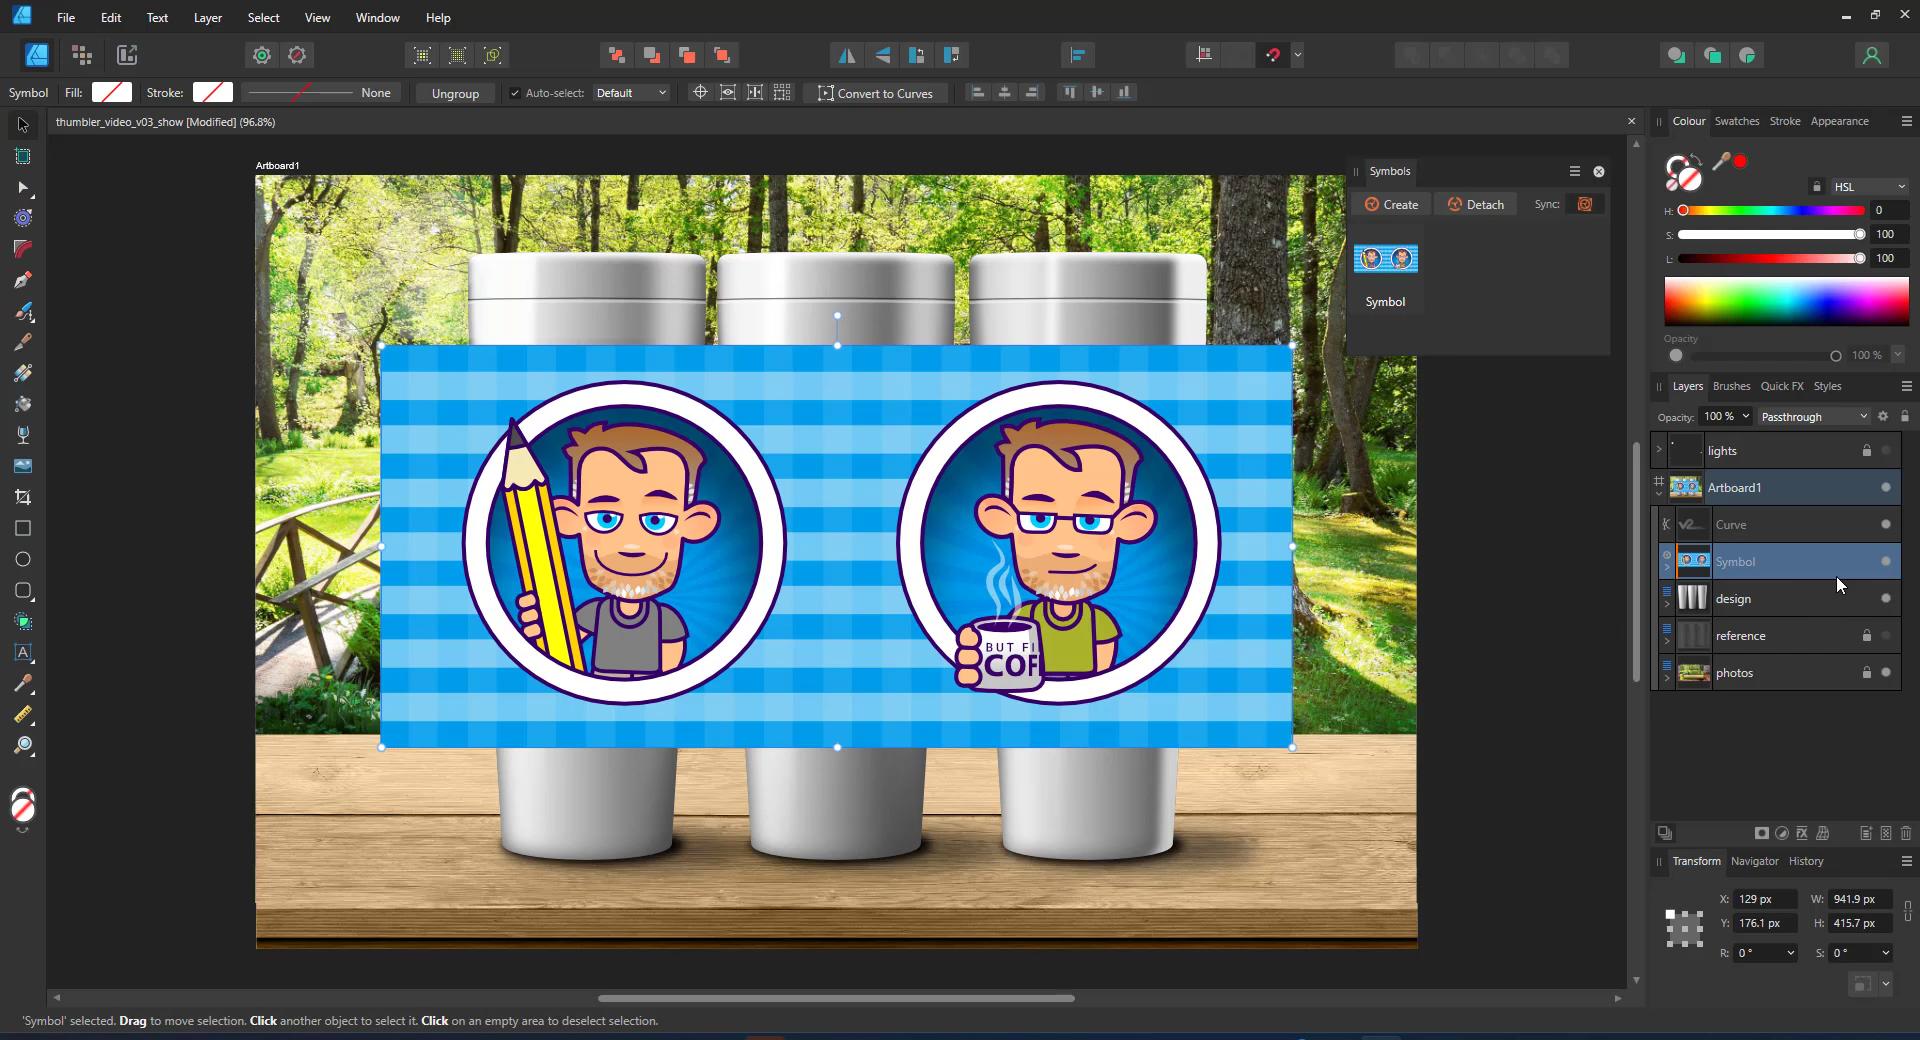 File Edit Text Layer Select View Window Help
Symbol Fill: Stroke: None Ungroup Auto-select: Default Convert to Curves
thumbler_video_v03_show [Modified] (96.8%)
Artboard1
Symbols
Create Detach Sync:
Symbol
BUT FI
COF
Colour Swatches Stroke Appearance
HSL
H: 0
S: 100
L: 100
Opacity
100 %
Layers Brushes Quick FX Styles
Opacity: 100 % Passthrough
lights
Artboard1
Curve
Symbol
design
reference
photos
Transform Navigator History
X: 129 px W: 941.9 px
Y: 176.1 px H: 415.7 px
R: 0 ° S: 0 °
'Symbol' selected. Drag to move selection. Click another object to select it. Click on an empty area to deselect selection.